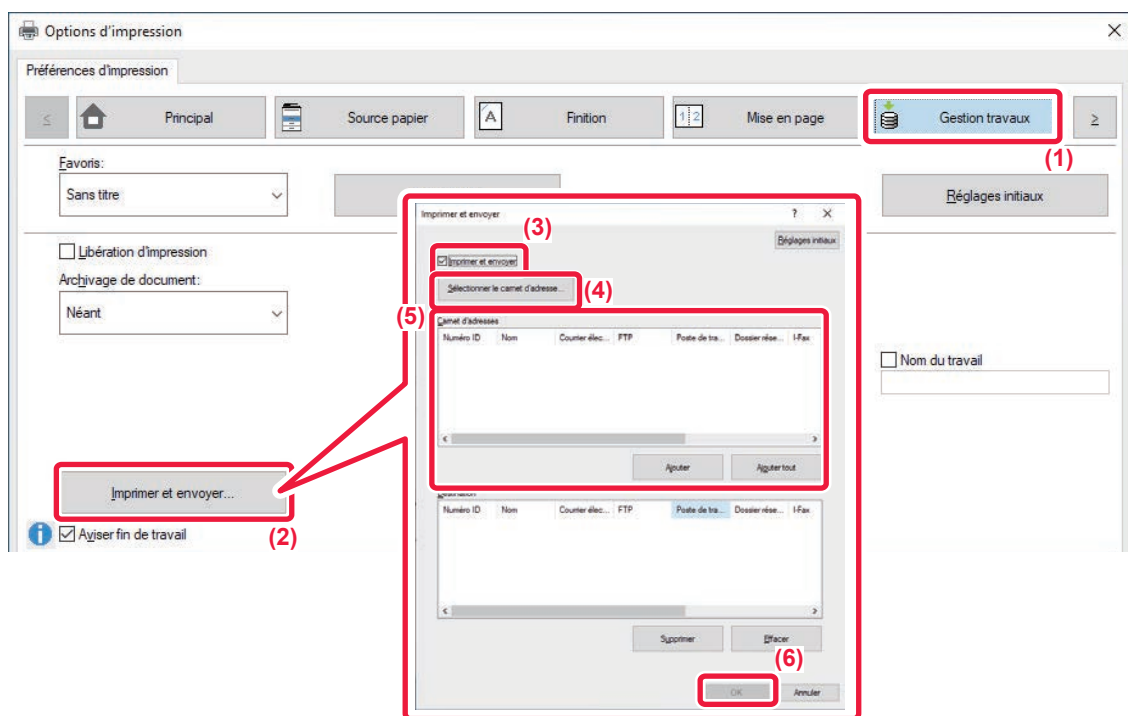 Options d'impression
Préférences d'impression
< Principal Source papier Finition Mise en page Gestion travaux >
(1)
Favoris:
Sans titre
Réglages initiaux
Imprimer et envoyer ? ×
(3)
Réglages initiaux
Libération d'impression
Imprimer et envoyer
Archivage de document:
Sélectionner le carnet d'adresse...
(4)
Néant
(5)
Carnet d'adresses
Numéro ID Nom Courrier élec... FTP Poste de tra... Dossier rése... I-Fax
Nom du travail
Ajouter Ajouter tout
Imprimer et envoyer...
Numéro ID Nom Courrier élec... FTP Poste de tra... Dossier rése... I-Fax
Aviser fin de travail
(2)
Supprimer Effacer
(6)
OK Annuler